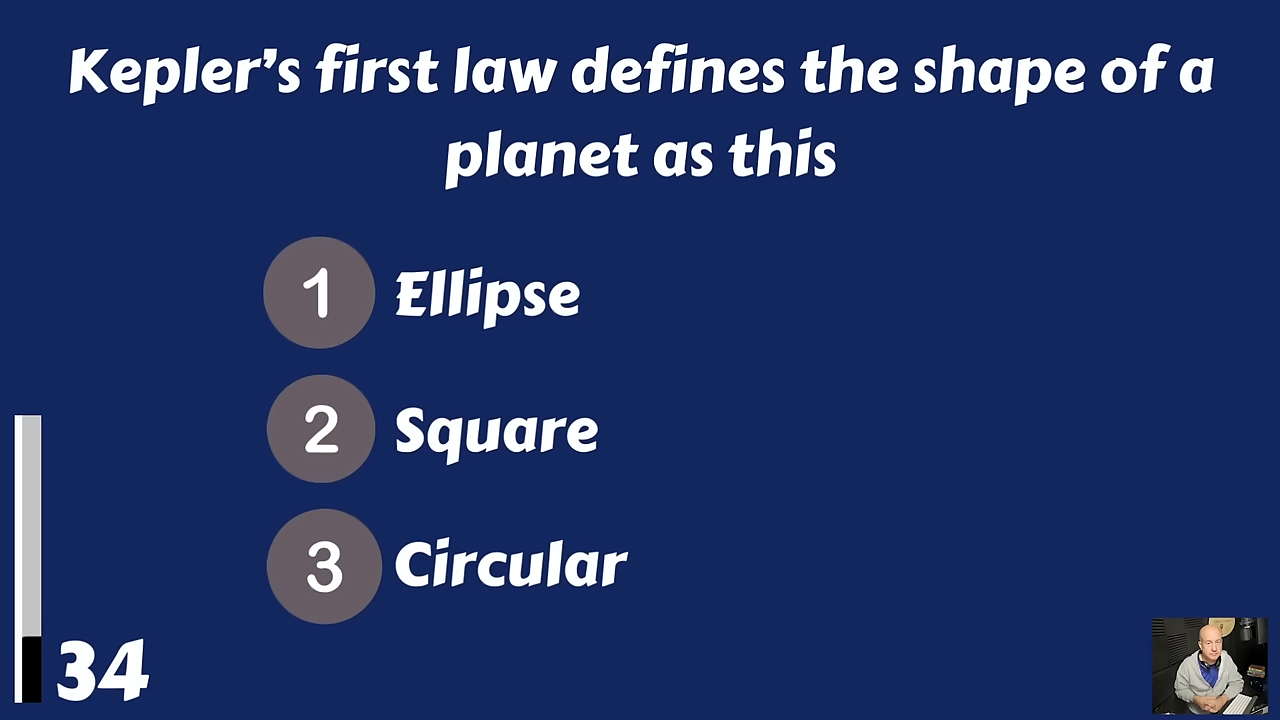 Kepler's first law defines the shape of a
planet as this
1 Ellipse
2 Square
3 Circular
34